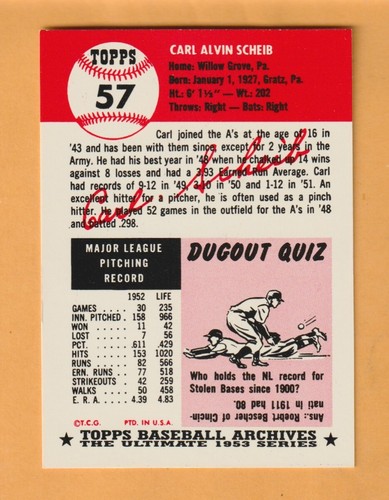 TOPPS
57
CARL ALVIN SCHEIB
Home: Willow Grove, Pa.
Born: January 1, 1927, Gratz, Pa.
Ht.: 6' 1½" — Wt.: 202
Throws: Right — Bats: Right
Carl joined the A's at the age of 16 in
'43 and has been with them since, except for 2 years in the
Army. He had his best year in '48 when he chalked up 14 wins
against 8 losses and had a 3.93 Earned Run Average. Carl
had records of 9-12 in '49, 3-10 in '50 and 1-12 in '51. An
excellent hitter for a pitcher, he is often used as a pinch
hitter. He played 52 games in the outfield for the A's in '48
and batted .298.
Carl Scheib
MAJOR LEAGUE
PITCHING
RECORD
1952 LIFE
GAMES 30 235
INN. PITCHED 158 966
WON 11 42
LOST 7 56
PCT. .611 .429
HITS 153 1020
RUNS 82 566
ERN. RUNS 77 518
STRIKEOUTS 42 259
WALKS 50 458
E.R.A. 4.39 4.83
©T.C.G. PTD. IN U.S.A.
DUGOUT QUIZ
Who holds the NL record for
Stolen Bases since 1900?
Ans.: Roebrt Bescher of Cincin-
nati in 1911 had 80.
★ TOPPS BASEBALL ARCHIVES ★
THE ULTIMATE 1953 SERIES